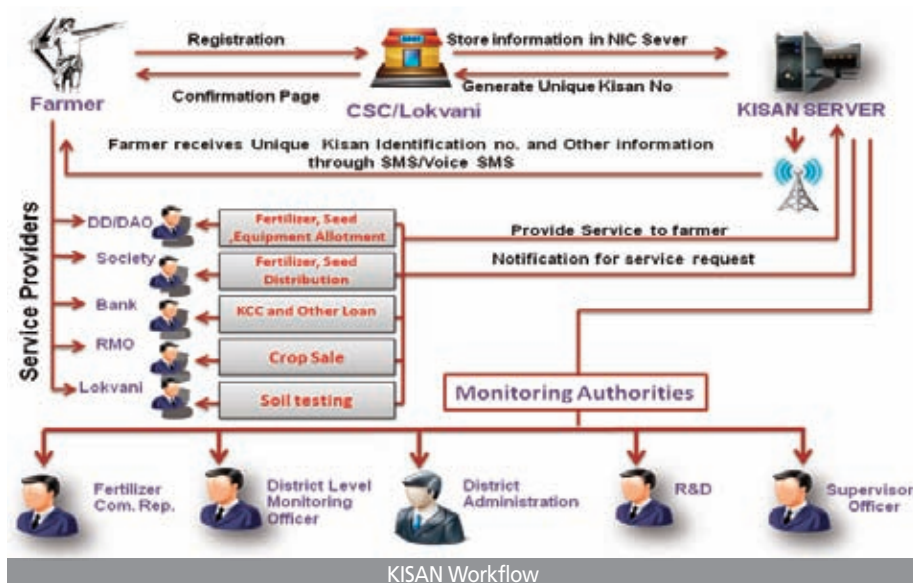 Registration
Store information in NIC Sever
Confirmation Page
Generate Unique Kisan No
Farmer
CSC/Lokvani
KISAN SERVER
Farmer receives Unique Kisan Identification no. and Other information
through SMS/Voice SMS
Service Providers
DD/DAO
Fertilizer, Seed
,Equipment Allotment
Provide Service to farmer
Society
Fertilizer, Seed
Distribution
Notification for service request
Bank
KCC and Other Loan
RMO
Crop Sale
Lokvani
Soil testing
Monitoring Authorities
Fertilizer
Com. Rep.
District Level
Monitoring
Officer
District
Administration
R&D
Supervisor
Officer
KISAN Workflow